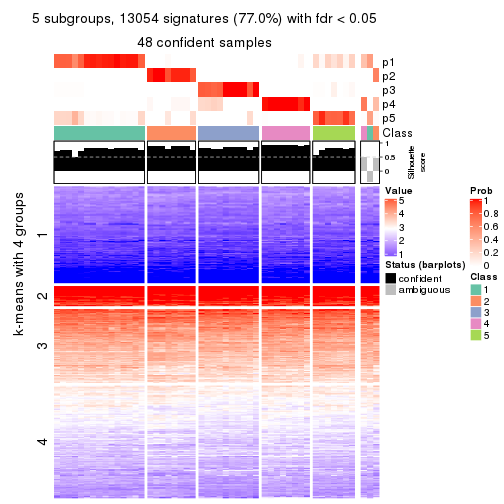 5 subgroups, 13054 signatures (77.0%) with fdr < 0.05
48 confident samples
p1
p2
p3
p4
p5
Class
1
0.5
0
Silhouette
score
k-means with 4 groups
1
2
3
4
Value
5
4
3
2
1
Status (barplots)
confident
ambiguous
Prob
1
0.8
0.6
0.4
0.2
0
Class
1
2
3
4
5